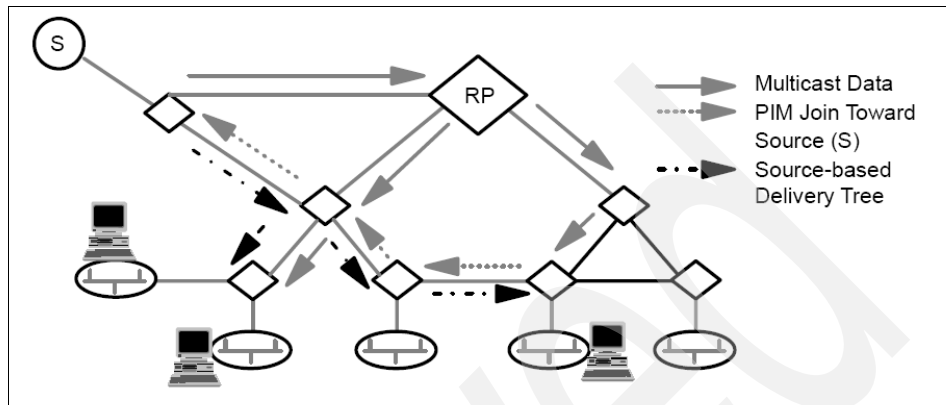 S
RP
Multicast Data
PIM Join Toward
Source (S)
Source-based
Delivery Tree